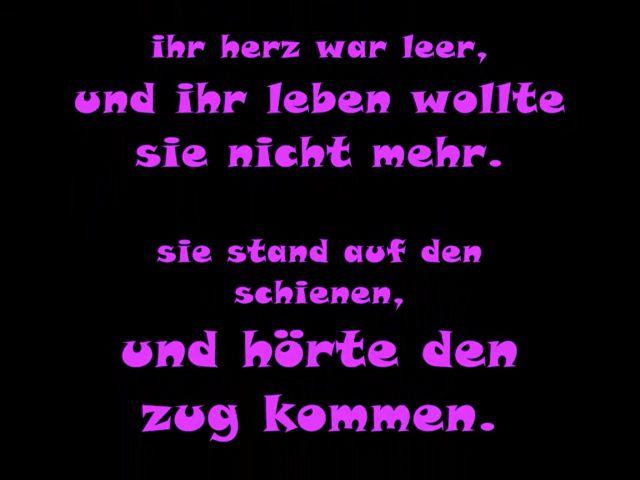 ihr herz war leer,
und ihr leben wollte
sie nicht mehr.
sie stand auf den
schienen,
und hörte den
zug kommen.